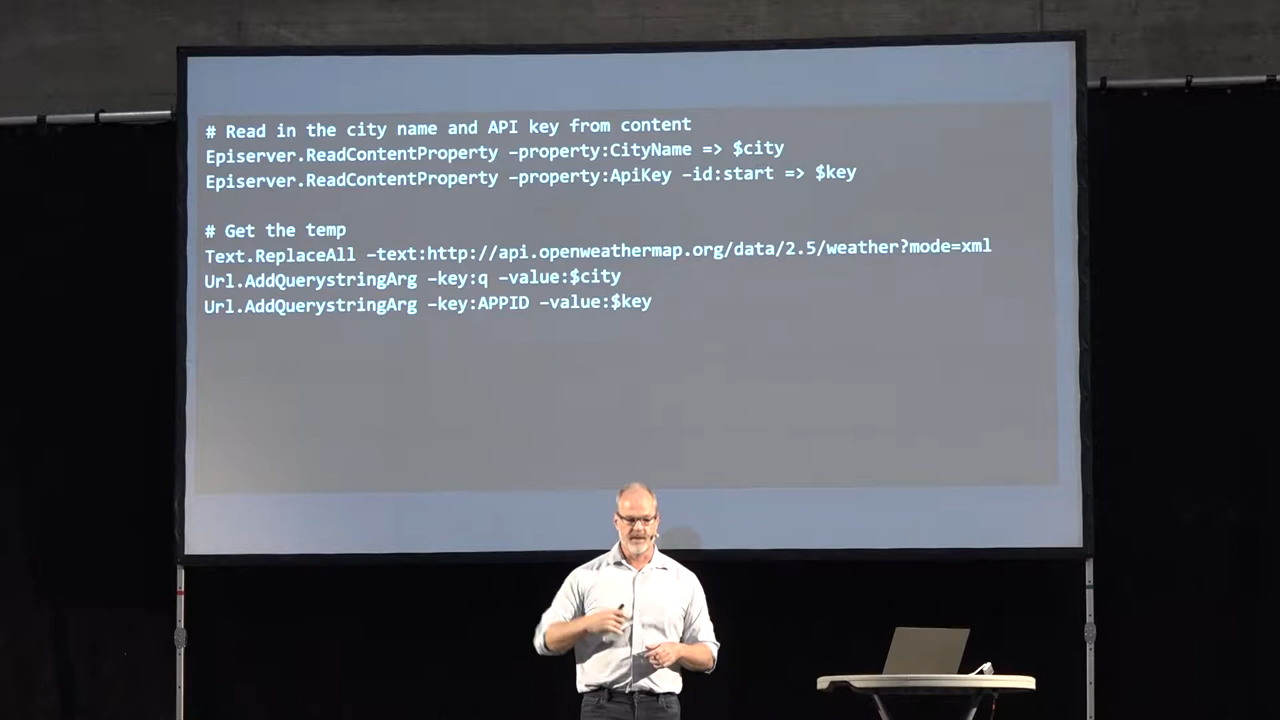 # Read in the city name and API key from content
Episerver.ReadContentProperty –property:CityName => $city
Episerver.ReadContentProperty –property:ApiKey –id:start => $key
# Get the temp
Text.ReplaceAll –text:http://api.openweathermap.org/data/2.5/weather?mode=xml
Url.AddQuerystringArg –key:q –value:$city
Url.AddQuerystringArg –key:APPID –value:$key